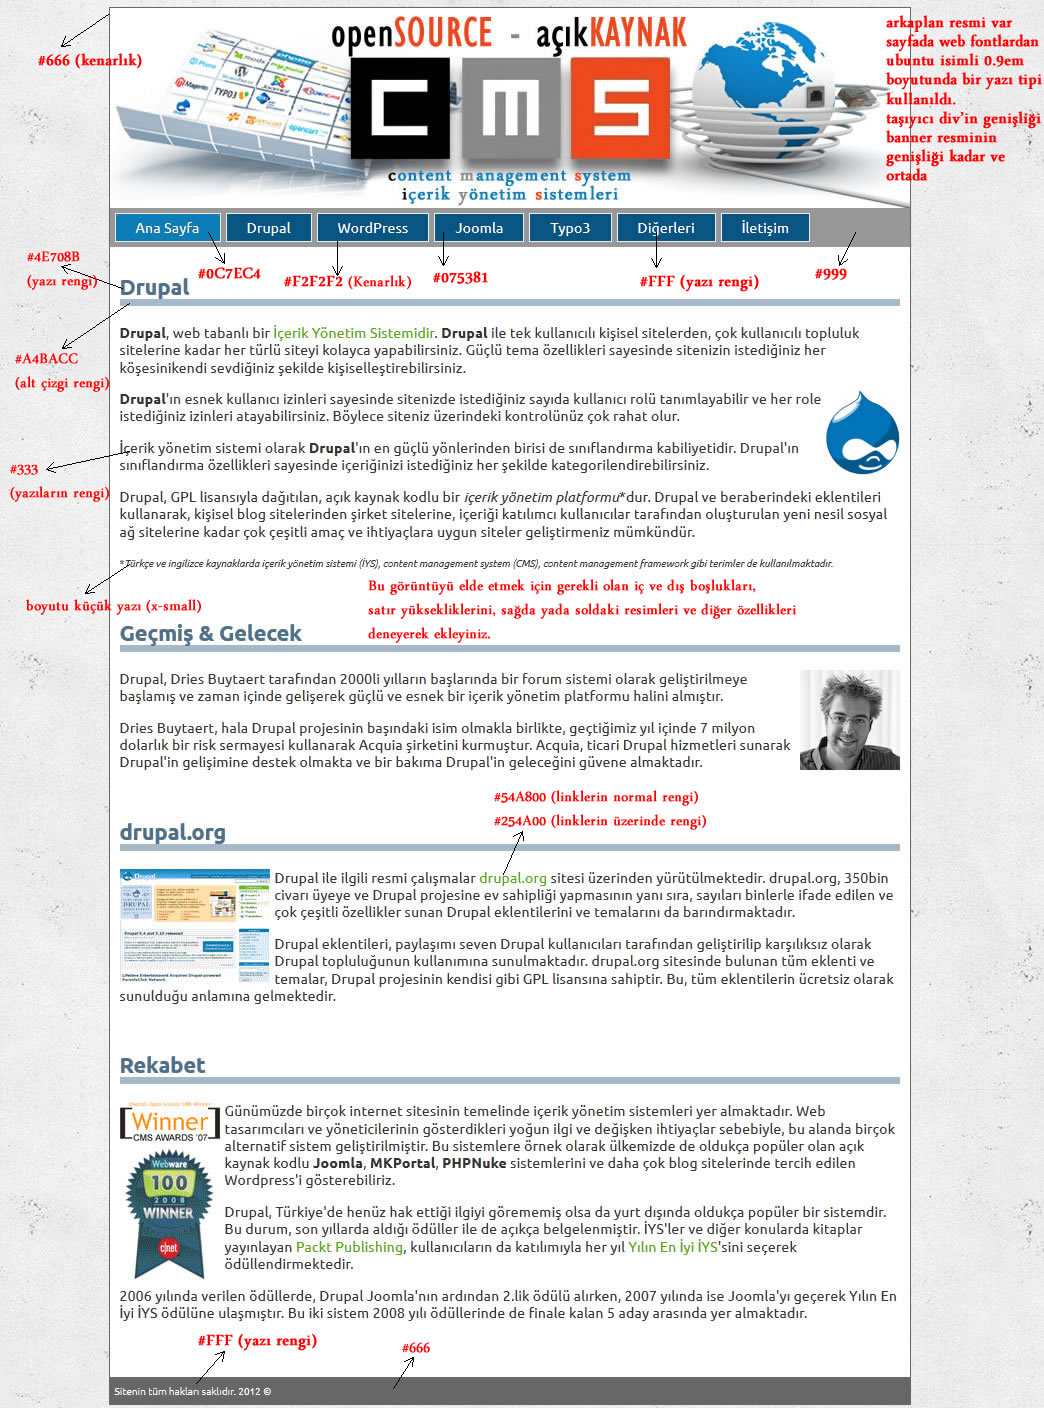 openSOURCE - açıkKAYNAK
CMS
content management system
içerik yönetim sistemleri
#666 (kenarlık)
arkaplan resmi var
sayfada web fontlardan
ubuntu isimli 0.9em
boyutunda bir yazı tipi
kullanıldı.
taşıyıcı div'in genişliği
banner resminin
genişliği kadar ve
ortada
Ana Sayfa
Drupal
WordPress
Joomla
Typo3
Diğerleri
İletişim
#0C7EC4
#F2F2F2 (Kenarlık)
#075381
#FFF (yazı rengi)
#999
#4E708B
(yazı rengi)
Drupal
#A4BACC
(alt çizgi rengi)
Drupal, web tabanlı bir İçerik Yönetim Sistemidir. Drupal ile tek kullanıcılı kişisel sitelerden, çok kullanıcılı topluluk
sitelerine kadar her türlü siteyi kolayca yapabilirsiniz. Güçlü tema özellikleri sayesinde sitenizin istediğiniz her
köşesinikendi sevdiğiniz şekilde kişiselleştirebilirsiniz.
Drupal'ın esnek kullanıcı izinleri sayesinde sitenizde istediğiniz sayıda kullanıcı rolü tanımlayabilir ve her role
istediğiniz izinleri atayabilirsiniz. Böylece siteniz üzerindeki kontrolünüz çok rahat olur.
İçerik yönetim sistemi olarak Drupal'ın en güçlü yönlerinden birisi de sınıflandırma kabiliyetidir. Drupal'ın
sınıflandırma özellikleri sayesinde içeriğinizi istediğiniz her şekilde kategorilendirebilirsiniz.
#333
(yazıların rengi)
Drupal, GPL lisansıyla dağıtılan, açık kaynak kodlu bir içerik yönetim platformu*dur. Drupal ve beraberindeki eklentileri
kullanarak, kişisel blog sitelerinden şirket sitelerine, içeriği katılımcı kullanıcılar tarafından oluşturulan yeni nesil sosyal
ağ sitelerine kadar çok çeşitli amaç ve ihtiyaçlara uygun siteler geliştirmeniz mümkündür.
*Türkçe ve ingilizce kaynaklarda içerik yönetim sistemi (İYS), content management system (CMS), content management framework gibi terimler de kullanılmaktadır.
boyutu küçük yazı (x-small)
Bu görüntüyü elde etmek için gerekli olan iç ve dış boşlukları,
satır yüksekliklerini, sağda yada soldaki resimleri ve diğer özellikleri
deneyerek ekleyiniz.
Geçmiş & Gelecek
Drupal, Dries Buytaert tarafından 2000li yılların başlarında bir forum sistemi olarak geliştirilmeye
başlamış ve zaman içinde gelişerek güçlü ve esnek bir içerik yönetim platformu halini almıştır.
Dries Buytaert, hala Drupal projesinin başındaki isim olmakla birlikte, geçtiğimiz yıl içinde 7 milyon
dolarlık bir risk sermayesi kullanarak Acquia şirketini kurmuştur. Acquia, ticari Drupal hizmetleri sunarak
Drupal'in gelişimine destek olmakta ve bir bakıma Drupal'in geleceğini güvene almaktadır.
#54A800 (linklerin normal rengi)
#254A00 (linklerin üzerinde rengi)
drupal.org
Drupal ile ilgili resmi çalışmalar drupal.org sitesi üzerinden yürütülmektedir. drupal.org, 350bin
civarı üyeye ve Drupal projesine ev sahipliği yapmasının yanı sıra, sayıları binlerle ifade edilen ve
çok çeşitli özellikler sunan Drupal eklentilerini ve temalarını da barındırmaktadır.
Drupal eklentileri, paylaşımı seven Drupal kullanıcıları tarafından geliştirilip karşılıksız olarak
Drupal topluluğunun kullanımına sunulmaktadır. drupal.org sitesinde bulunan tüm eklenti ve
temalar, Drupal projesinin kendisi gibi GPL lisansına sahiptir. Bu, tüm eklentilerin ücretsiz olarak
sunulduğu anlamına gelmektedir.
Rekabet
Winner
CMS AWARDS '07
Webware
100
2008
WINNER
c|net
Günümüzde birçok internet sitesinin temelinde içerik yönetim sistemleri yer almaktadır. Web
tasarımcıları ve yöneticilerinin gösterdikleri yoğun ilgi ve değişken ihtiyaçlar sebebiyle, bu alanda birçok
alternatif sistem geliştirilmiştir. Bu sistemlere örnek olarak ülkemizde de oldukça popüler olan açık
kaynak kodlu Joomla, MKPortal, PHPNuke sistemlerini ve daha çok blog sitelerinde tercih edilen
Wordpress'i gösterebiliriz.
Drupal, Türkiye'de henüz hak ettiği ilgiyi görememiş olsa da yurt dışında oldukça popüler bir sistemdir.
Bu durum, son yıllarda aldığı ödüller ile de açıkça belgelenmiştir. İYS'ler ve diğer konularda kitaplar
yayınlayan Packt Publishing, kullanıcıların da katılımıyla her yıl Yılın En İyi İYS'sini seçerek
ödüllendirmektedir.
2006 yılında verilen ödüllerde, Drupal Joomla'nın ardından 2.lik ödülü alırken, 2007 yılında ise Joomla'yı geçerek Yılın En
İyi İYS ödülüne ulaşmıştır. Bu iki sistem 2008 yılı ödüllerinde de finale kalan 5 aday arasında yer almaktadır.
#FFF (yazı rengi)
#666
Sitenin tüm hakları saklıdır. 2012 ©